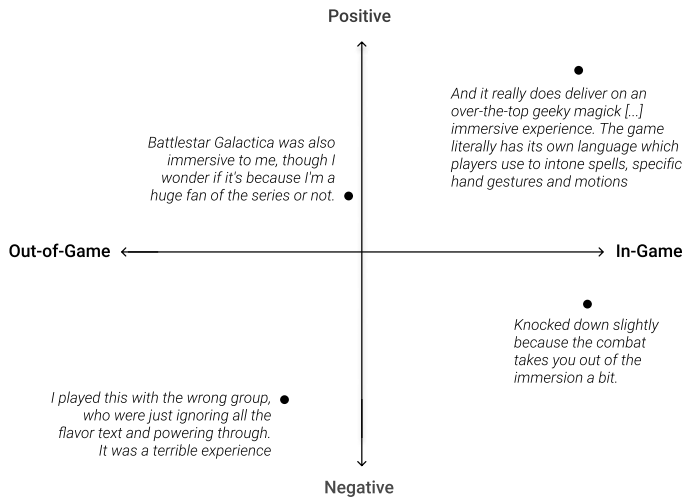 Positive
And it really does deliver on an
over-the-top geeky magick [...]
immersive experience. The game
literally has its own language which
players use to intone spells, specific
hand gestures and motions
Battlestar Galactica was also
immersive to me, though I
wonder if it's because I'm a
huge fan of the series or not.
Out-of-Game
In-Game
Knocked down slightly
because the combat
takes you out of the
immersion a bit.
I played this with the wrong group,
who were just ignoring all the
flavor text and powering through.
It was a terrible experience
Negative